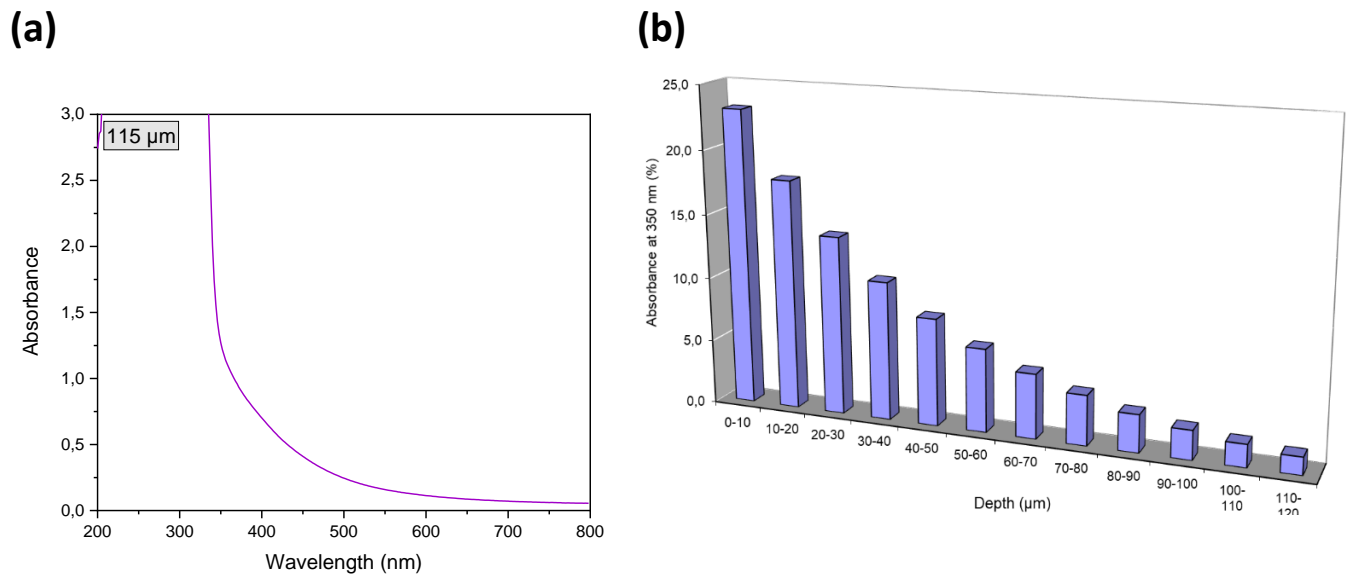 (a)
(b)
115 µm
3,0
2,5
2,0
1,5
1,0
0,5
0,0
Absorbance
200 300 400 500 600 700 800
Wavelength (nm)
25,0
20,0
15,0
10,0
5,0
0,0
Absorbance at 350 nm (%)
0-10 10-20 20-30 30-40 40-50 50-60 60-70 70-80 80-90 90-100 100-110 110-120
Depth (µm)